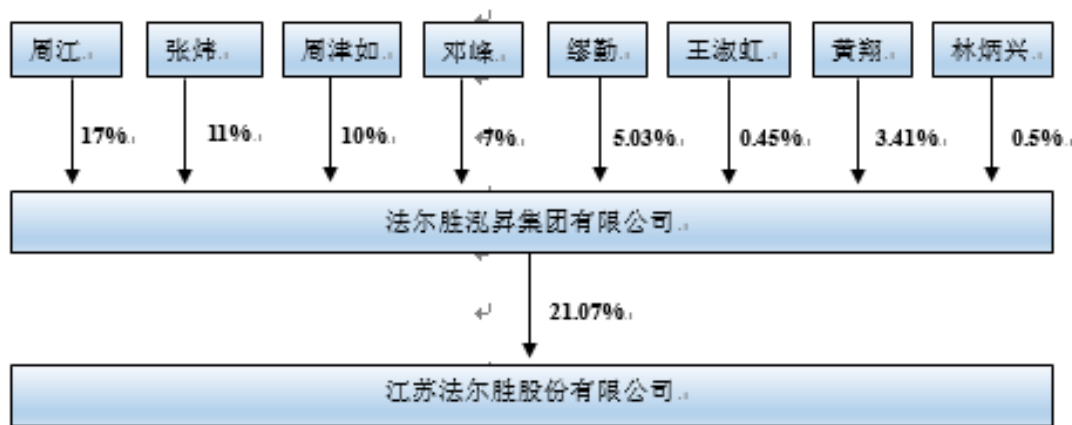 周江 张炜 周津如 邓峰 缪勤 王淑虹 黄翔 林炳兴
17% 11% 10% 7% 5.03% 0.45% 3.41% 0.5%
法尔胜泓昇集团有限公司
21.07%
江苏法尔胜股份有限公司